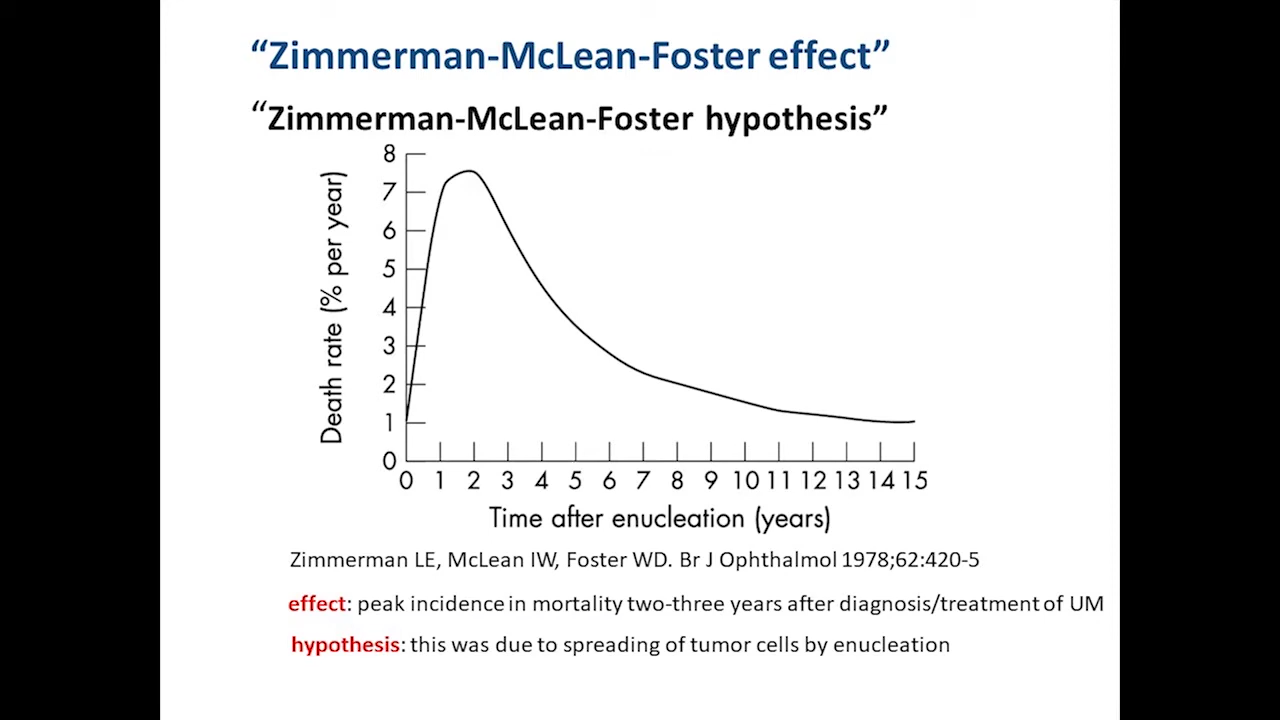 “Zimmerman-McLean-Foster effect”
“Zimmerman-McLean-Foster hypothesis”
8
7
6
5
4
3
2
1
0
Death rate (% per year)
0 1 2 3 4 5 6 7 8 9 10 11 12 13 14 15
Time after enucleation (years)
Zimmerman LE, McLean IW, Foster WD. Br J Ophthalmol 1978;62:420-5
effect: peak incidence in mortality two-three years after diagnosis/treatment of UM
hypothesis: this was due to spreading of tumor cells by enucleation